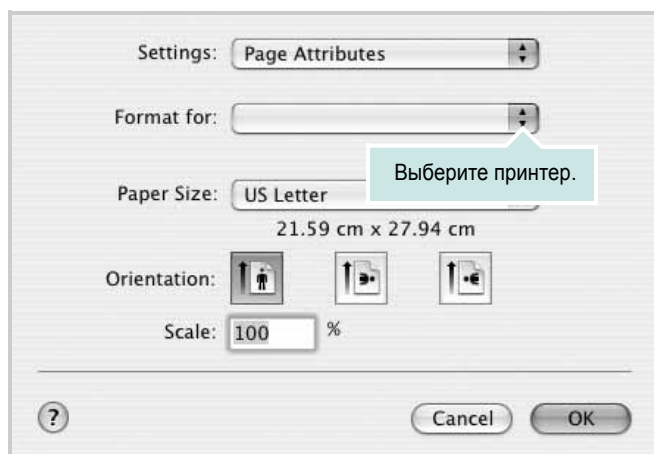 Settings: Page Attributes
Format for:
Выберите принтер.
Paper Size: US Letter
21.59 cm x 27.94 cm
Orientation:
Scale: 100 %
? Cancel OK